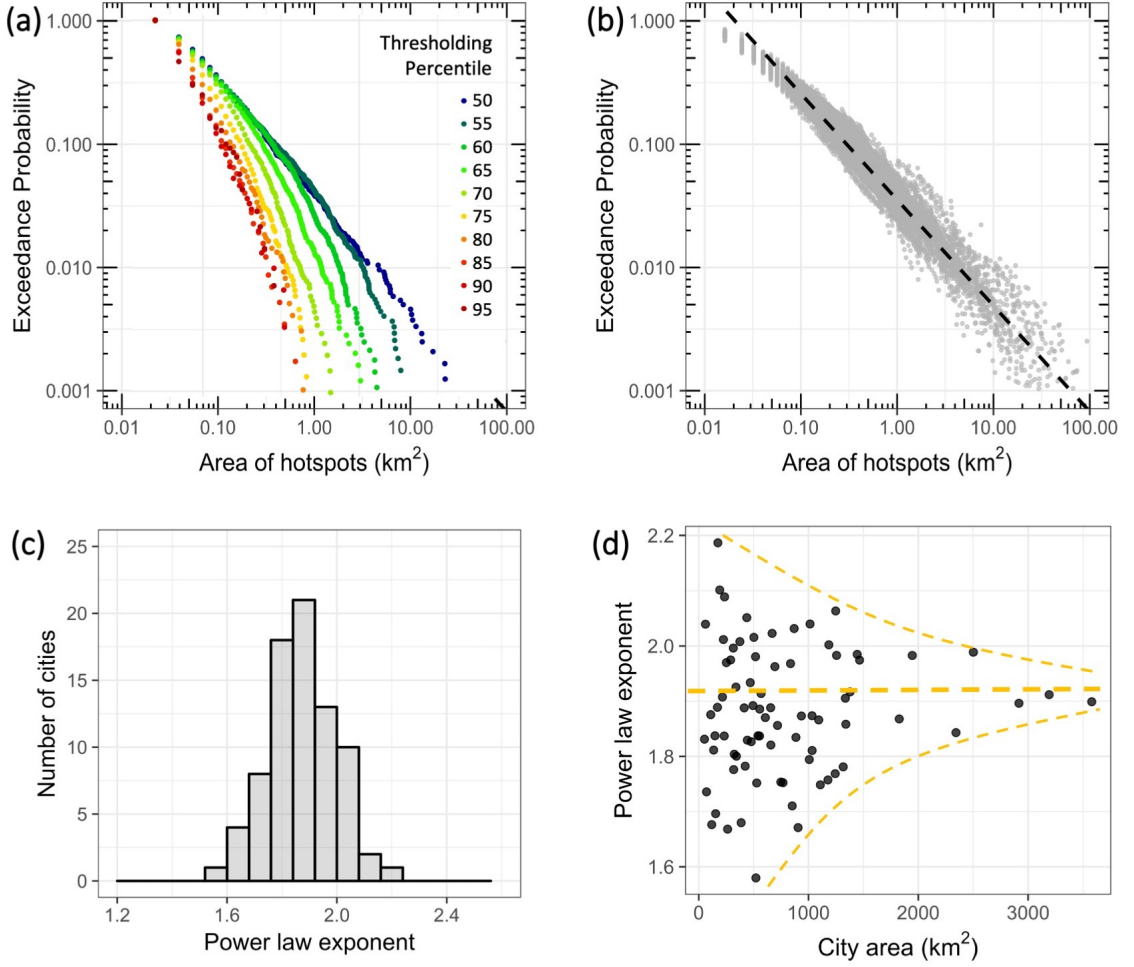 (a)
Exceedance Probability
1.000
0.100
0.010
0.001
Thresholding
Percentile
50
55
60
65
70
75
80
85
90
95
0.01 0.10 1.00 10.00 100.00
Area of hotspots (km²)
(b)
Exceedance Probability
1.000
0.100
0.010
0.001
0.01 0.10 1.00 10.00 100.00
Area of hotspots (km²)
(c)
Number of cities
25
20
15
10
5
0
1.2 1.6 2.0 2.4
Power law exponent
(d)
Power law exponent
2.2
2.0
1.8
1.6
0 1000 2000 3000
City area (km²)